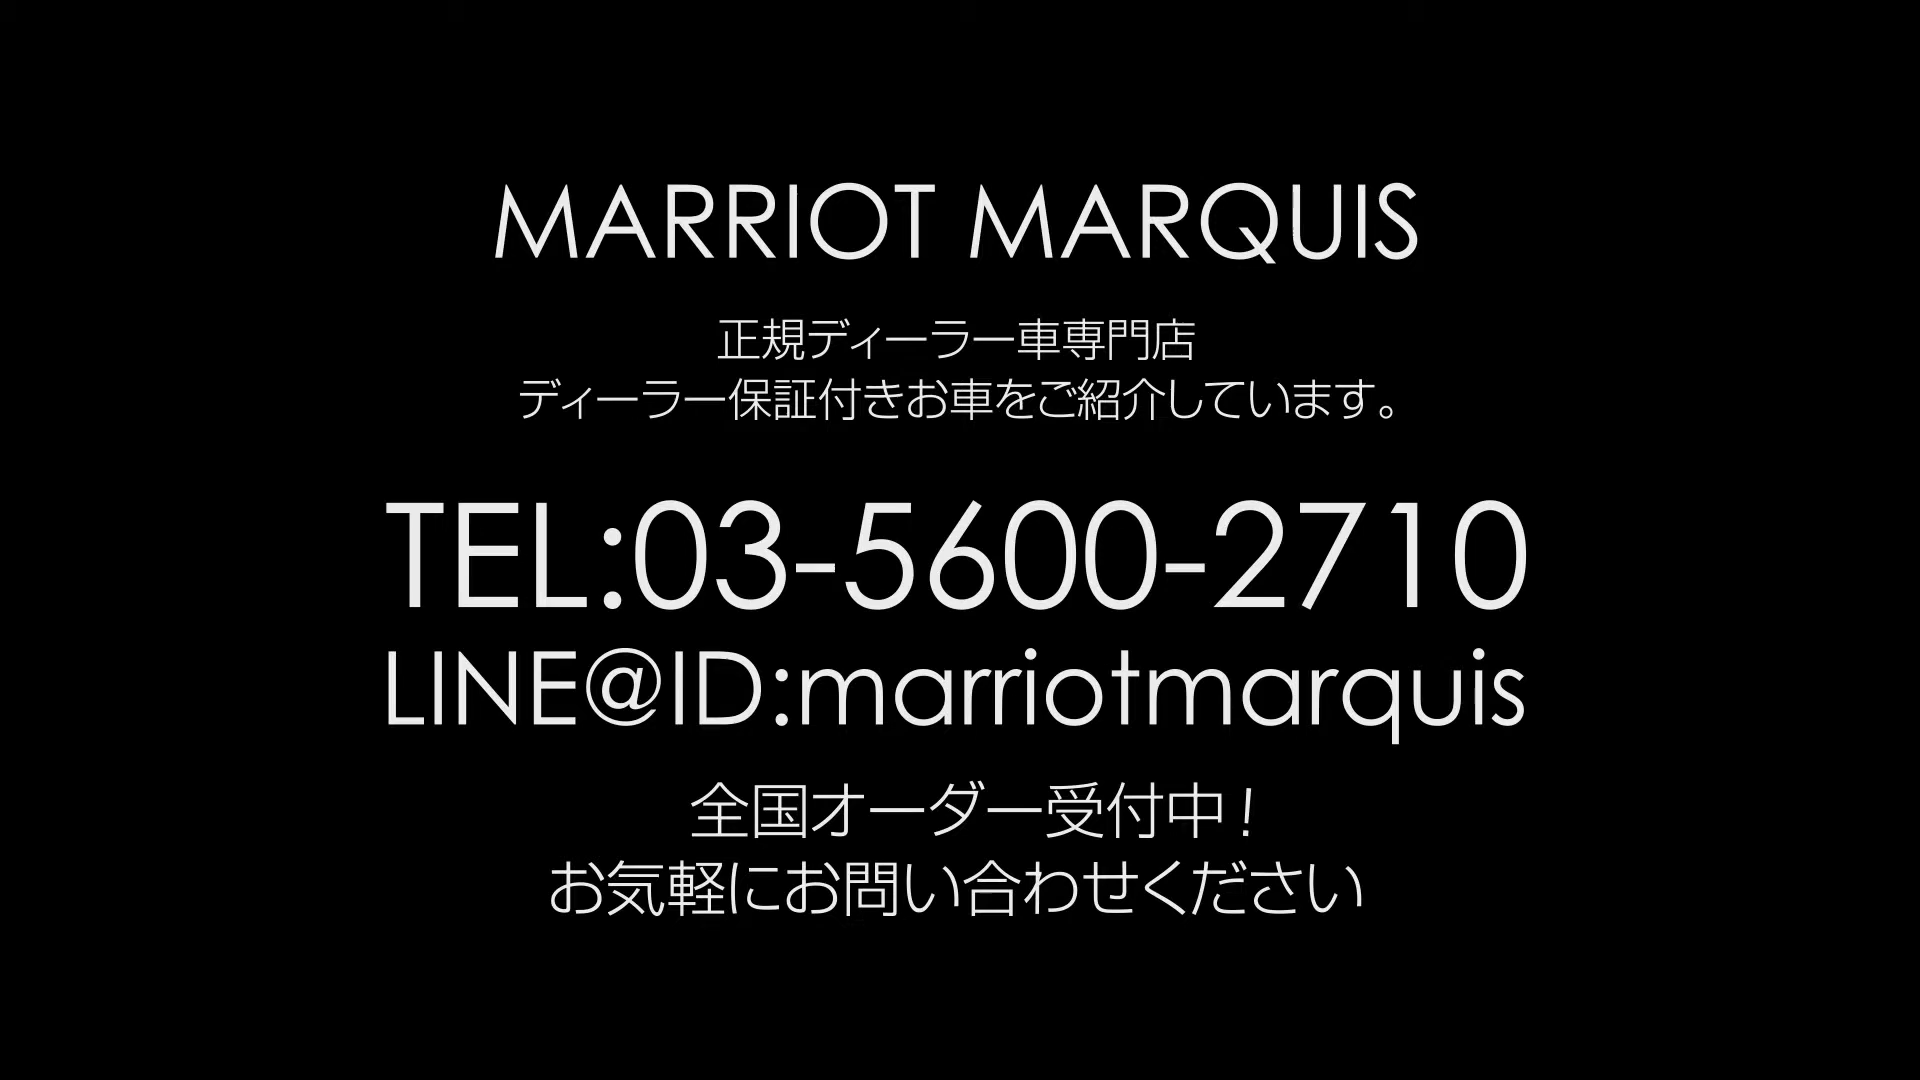 MARRIOT MARQUIS
正規ディーラー車専門店
ディーラー保証付きお車をご紹介しています。
TEL:03-5600-2710
LINE@ID:marriotmarquis
全国オーダー受付中！
お気軽にお問い合わせください